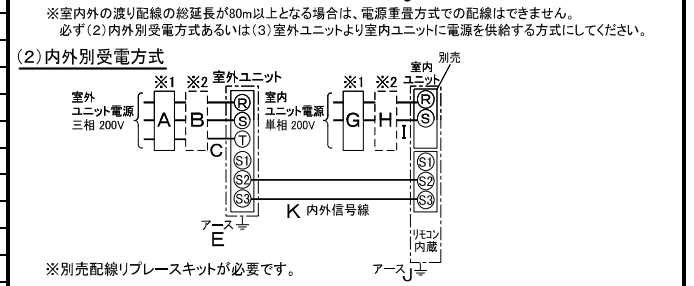 ※室内外の渡り配線の総延長が80m以上となる場合は、電源重畳方式での配線はできません。
必ず(2)内外別受電方式あるいは(3)室外ユニットより室内ユニットに電源を供給する方式にしてください。
(2)内外別受電方式
別売
※1 ※2 室外ユニット
※1 ※2 室内ユニット
室外
ユニット電源
三相 200V
A B C
R
S
T
S1
S2
S3
室内
ユニット電源
単相 200V
G H I
R
S
S1
S2
S3
K 内外信号線
アース
E
リモコン
内蔵
アース J
※別売配線リプレースキットが必要です。